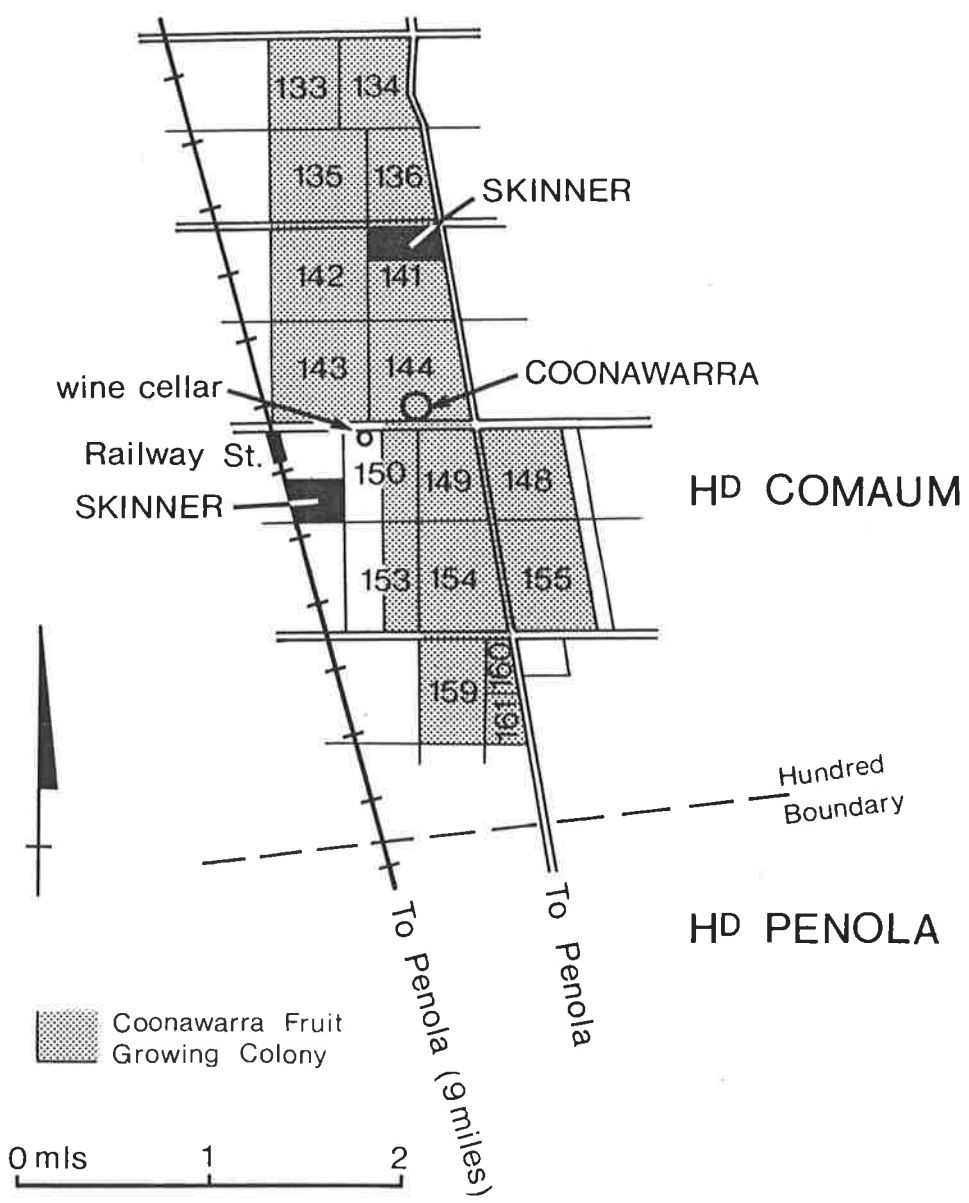 133 134
135 136
SKINNER
142 141
143 144
COONAWARRA
wine cellar
Railway St.
150 149 148
SKINNER
HD COMAUM
153 154 155
159 160
161
Hundred
Boundary
To Penola (9 miles)
To Penola
HD PENOLA
Coonawarra Fruit
Growing Colony
0 mls 1 2